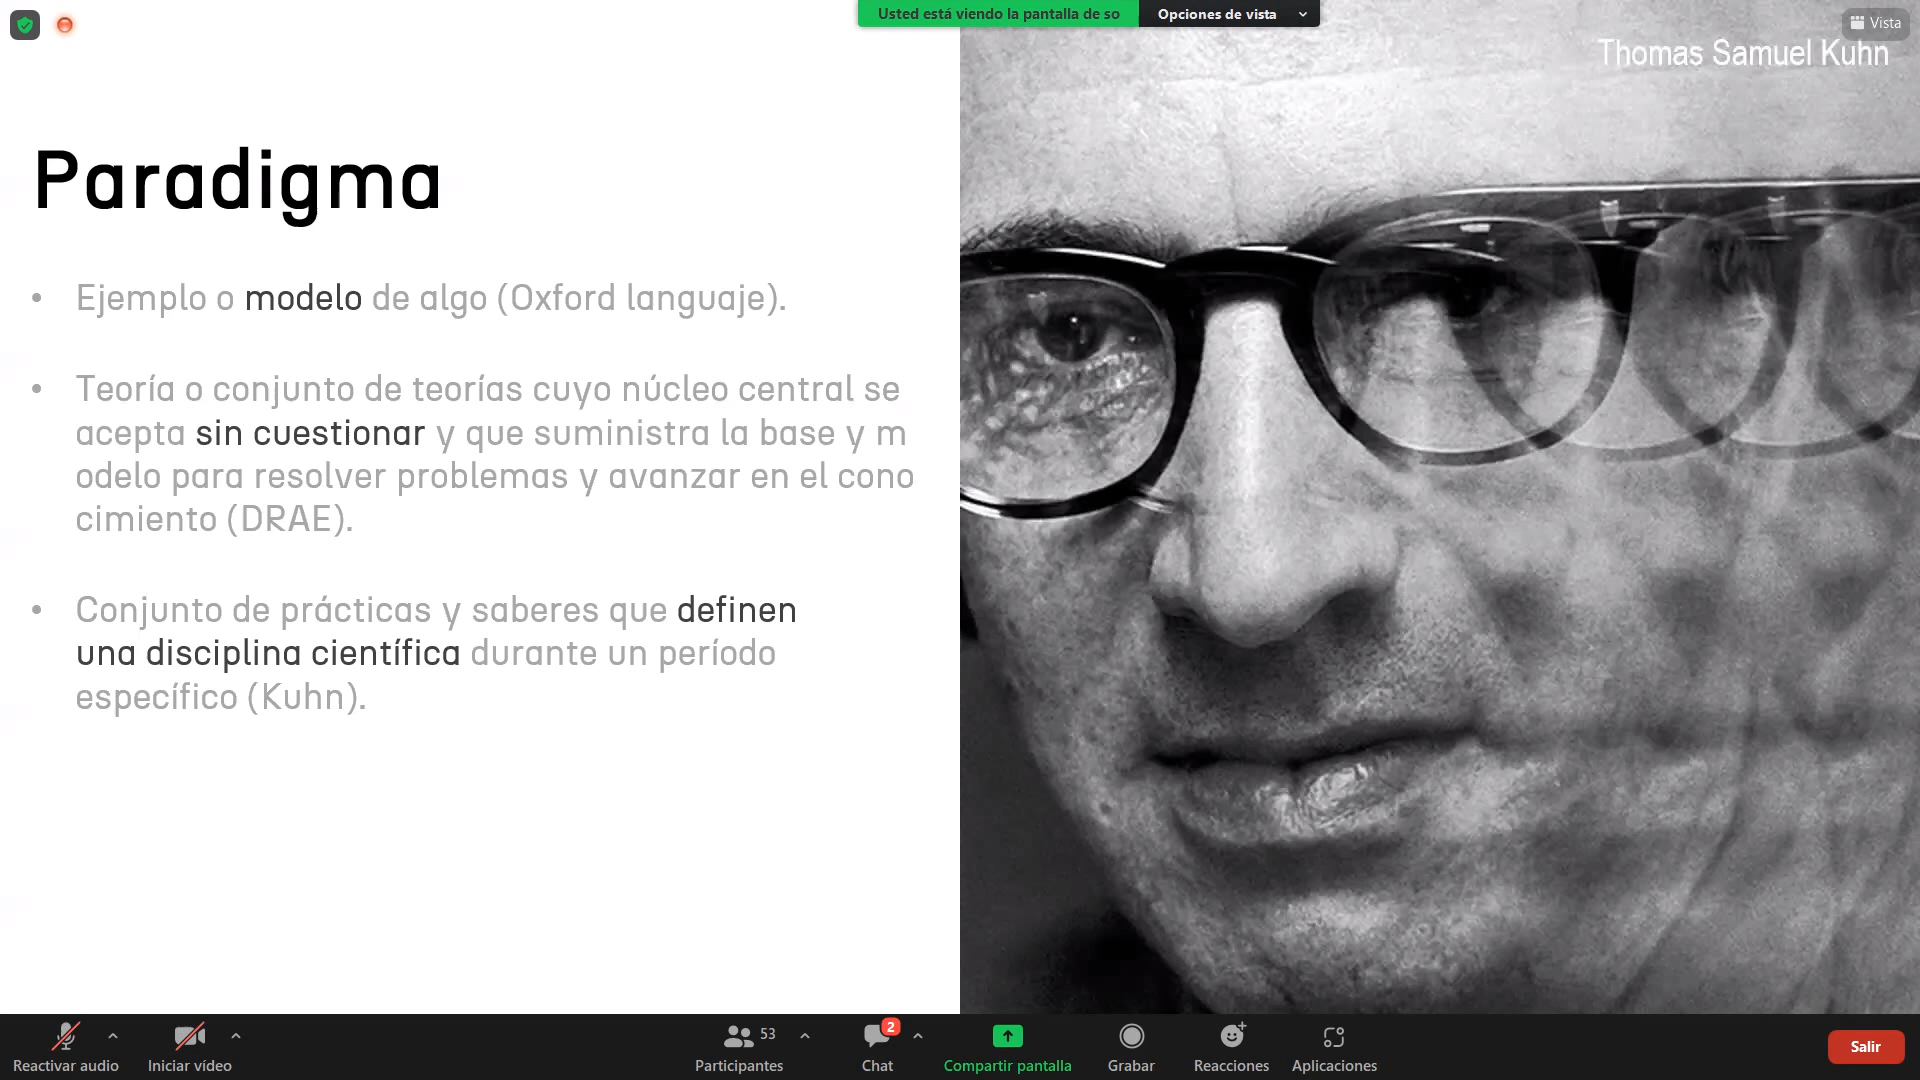 Usted está viendo la pantalla de so
Opciones de vista
Vista
Thomas Samuel Kuhn
Paradigma
• Ejemplo o modelo de algo (Oxford languaje).
• Teoría o conjunto de teorías cuyo núcleo central se
acepta sin cuestionar y que suministra la base y m
odelo para resolver problemas y avanzar en el cono
cimiento (DRAE).
• Conjunto de prácticas y saberes que definen
una disciplina científica durante un período
específico (Kuhn).
Reactivar audio
Iniciar vídeo
53
Participantes
2
Chat
Compartir pantalla
Grabar
Reacciones
Aplicaciones
Salir